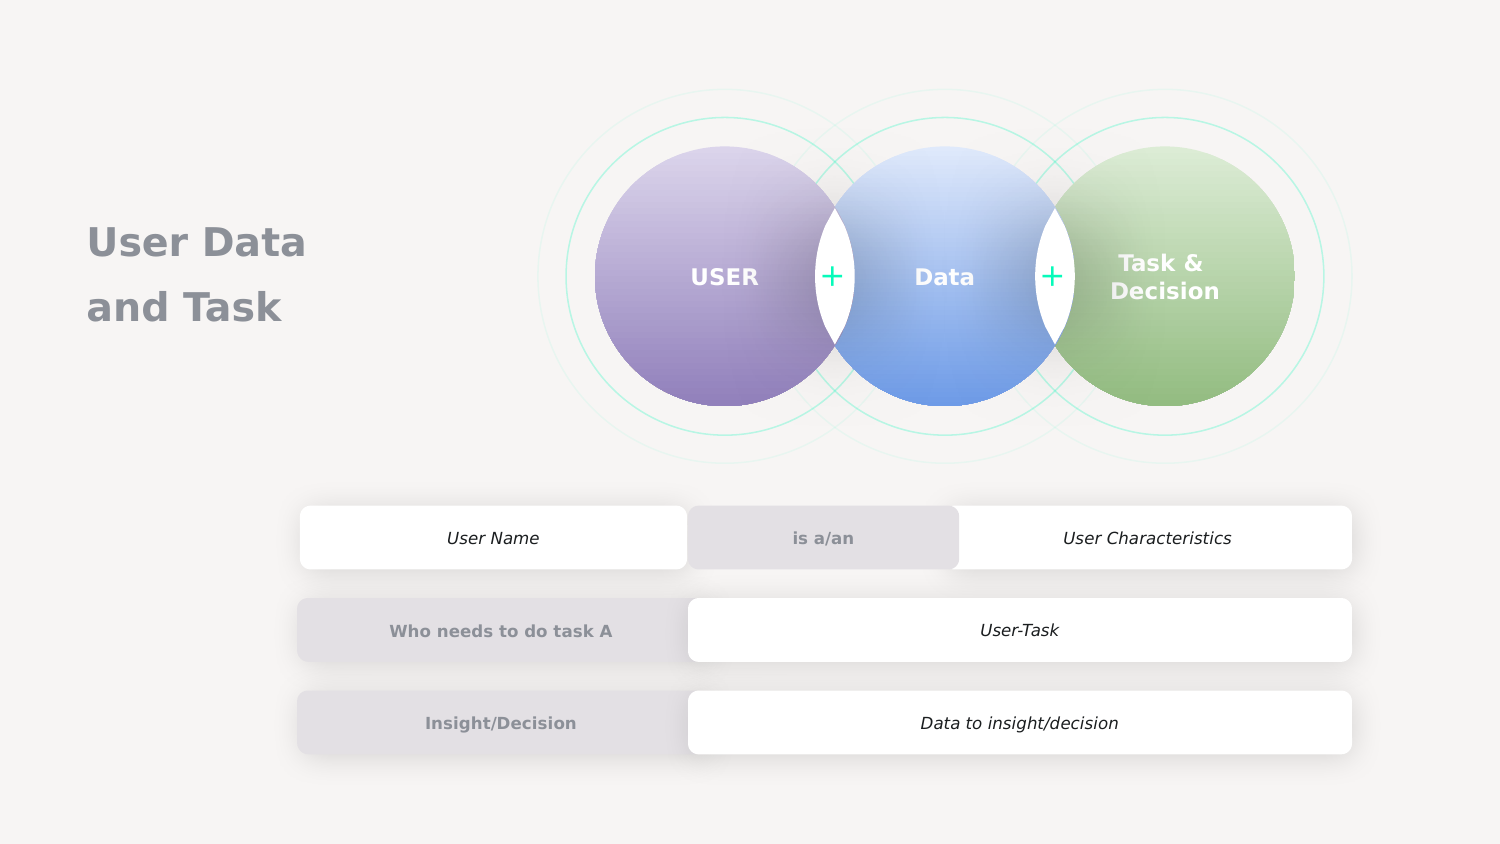 User Data
and Task
USER
+
Data
+
Task &
Decision
User Name
is a/an
User Characteristics
Who needs to do task A
User-Task
Insight/Decision
Data to insight/decision